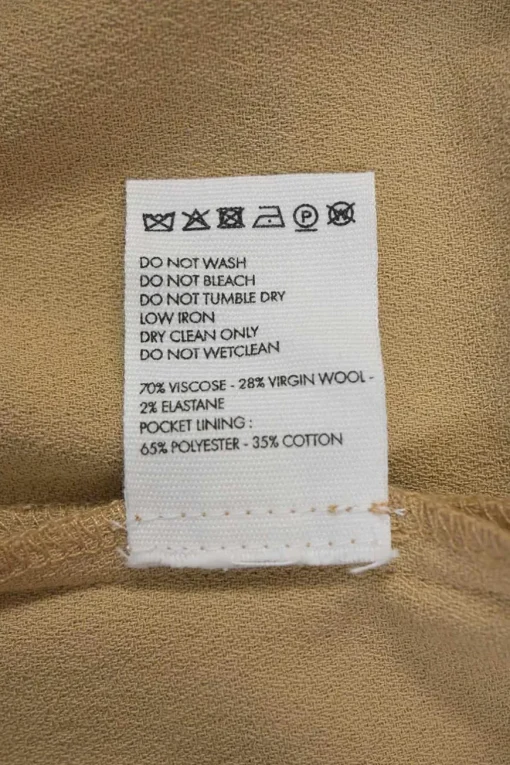 P W
DO NOT WASH
DO NOT BLEACH
DO NOT TUMBLE DRY
LOW IRON
DRY CLEAN ONLY
DO NOT WETCLEAN
70% VISCOSE - 28% VIRGIN WOOL -
2% ELASTANE
POCKET LINING :
65% POLYESTER - 35% COTTON